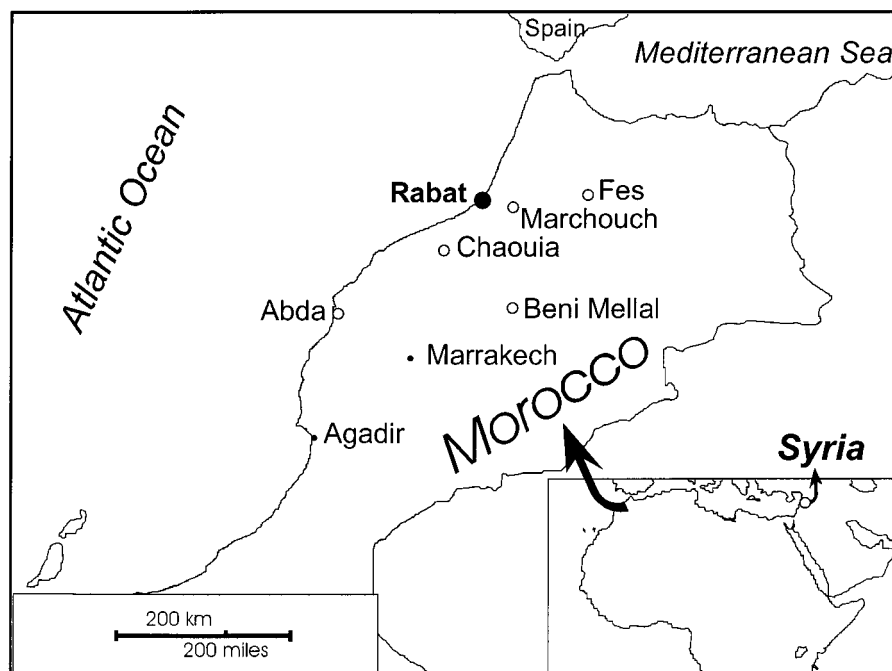 Spain
Mediterranean Sea
Atlantic Ocean
Rabat
Fes
Marchouch
Chaouia
Abda
Beni Mellal
Marrakech
Morocco
Agadir
Syria
200 km
200 miles